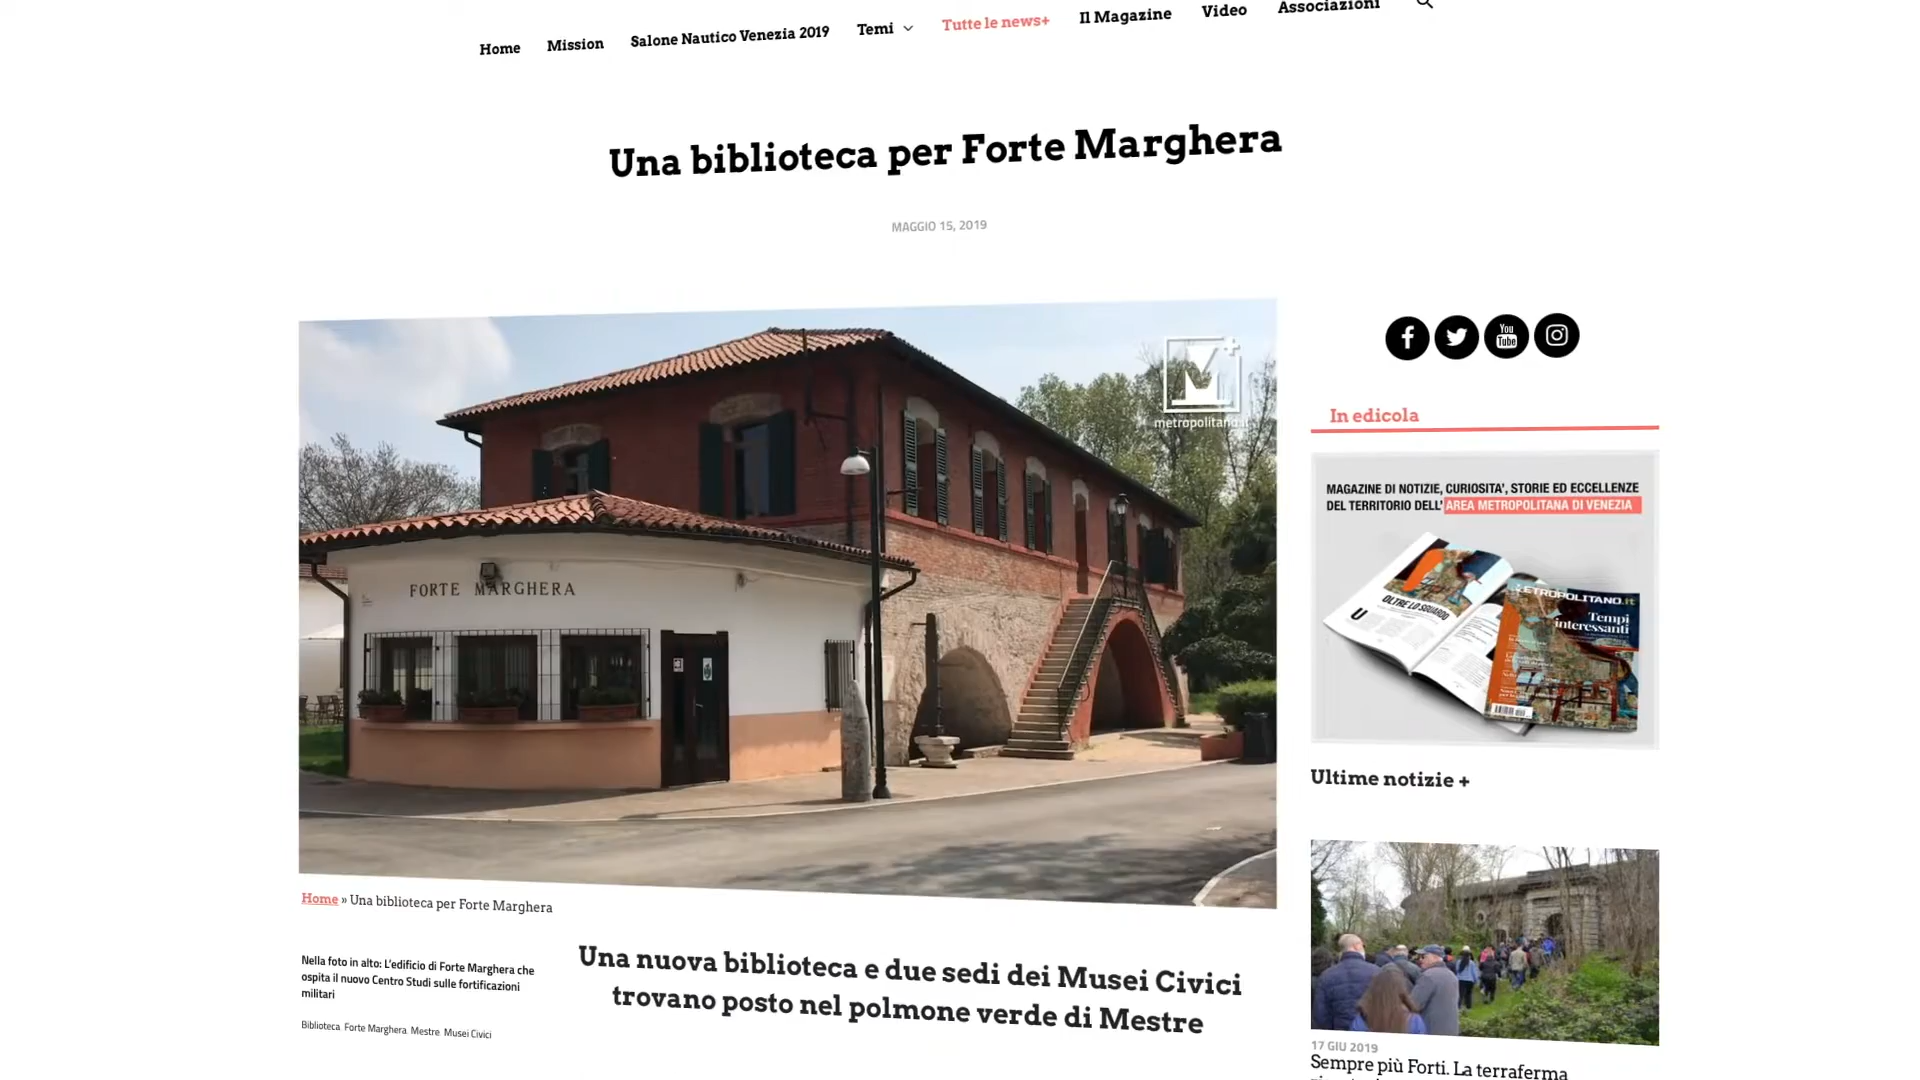 Home Mission Salone Nautico Venezia 2019 Temi Tutte le news+ Il Magazine Video Associazioni
Una biblioteca per Forte Marghera
MAGGIO 15, 2019
metropolitano.it
FORTE MARGHERA
Home » Una biblioteca per Forte Marghera
Nella foto in alto: L'edificio di Forte Marghera che
ospita il nuovo Centro Studi sulle fortificazioni
militari
Biblioteca Forte Marghera Mestre Musei Civici
Una nuova biblioteca e due sedi dei Musei Civici
trovano posto nel polmone verde di Mestre
You
Tube
In edicola
MAGAZINE DI NOTIZIE, CURIOSITA', STORIE ED ECCELLENZE
DEL TERRITORIO DELL' AREA METROPOLITANA DI VENEZIA
OLTRE LO SGUARDO
METROPOLITANO.it
Tempi
interessanti
Ultime notizie +
17 GIU 2019
Sempre più Forti. La terraferma